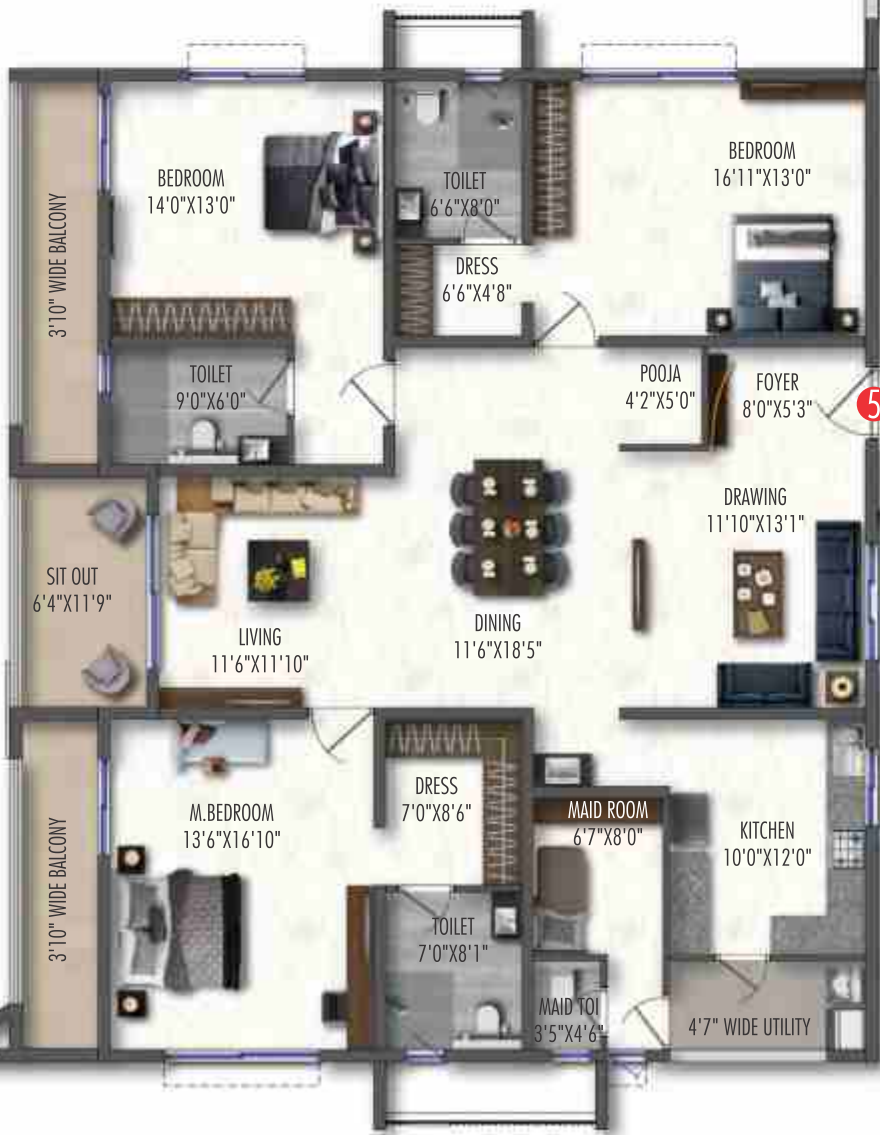 BEDROOM
14'0"X13'0"
3'10" WIDE BALCONY
TOILET
6'6"X8'0"
BEDROOM
16'11"X13'0"
DRESS
6'6"X4'8"
TOILET
9'0"X6'0"
POOJA
4'2"X5'0"
FOYER
8'0"X5'3"
5
DRAWING
11'10"X13'1"
SIT OUT
6'4"X11'9"
LIVING
11'6"X11'10"
DINING
11'6"X18'5"
M.BEDROOM
13'6"X16'10"
DRESS
7'0"X8'6"
MAID ROOM
6'7"X8'0"
KITCHEN
10'0"X12'0"
3'10" WIDE BALCONY
TOILET
7'0"X8'1"
MAID TOI
3'5"X4'6"
4'7" WIDE UTILITY